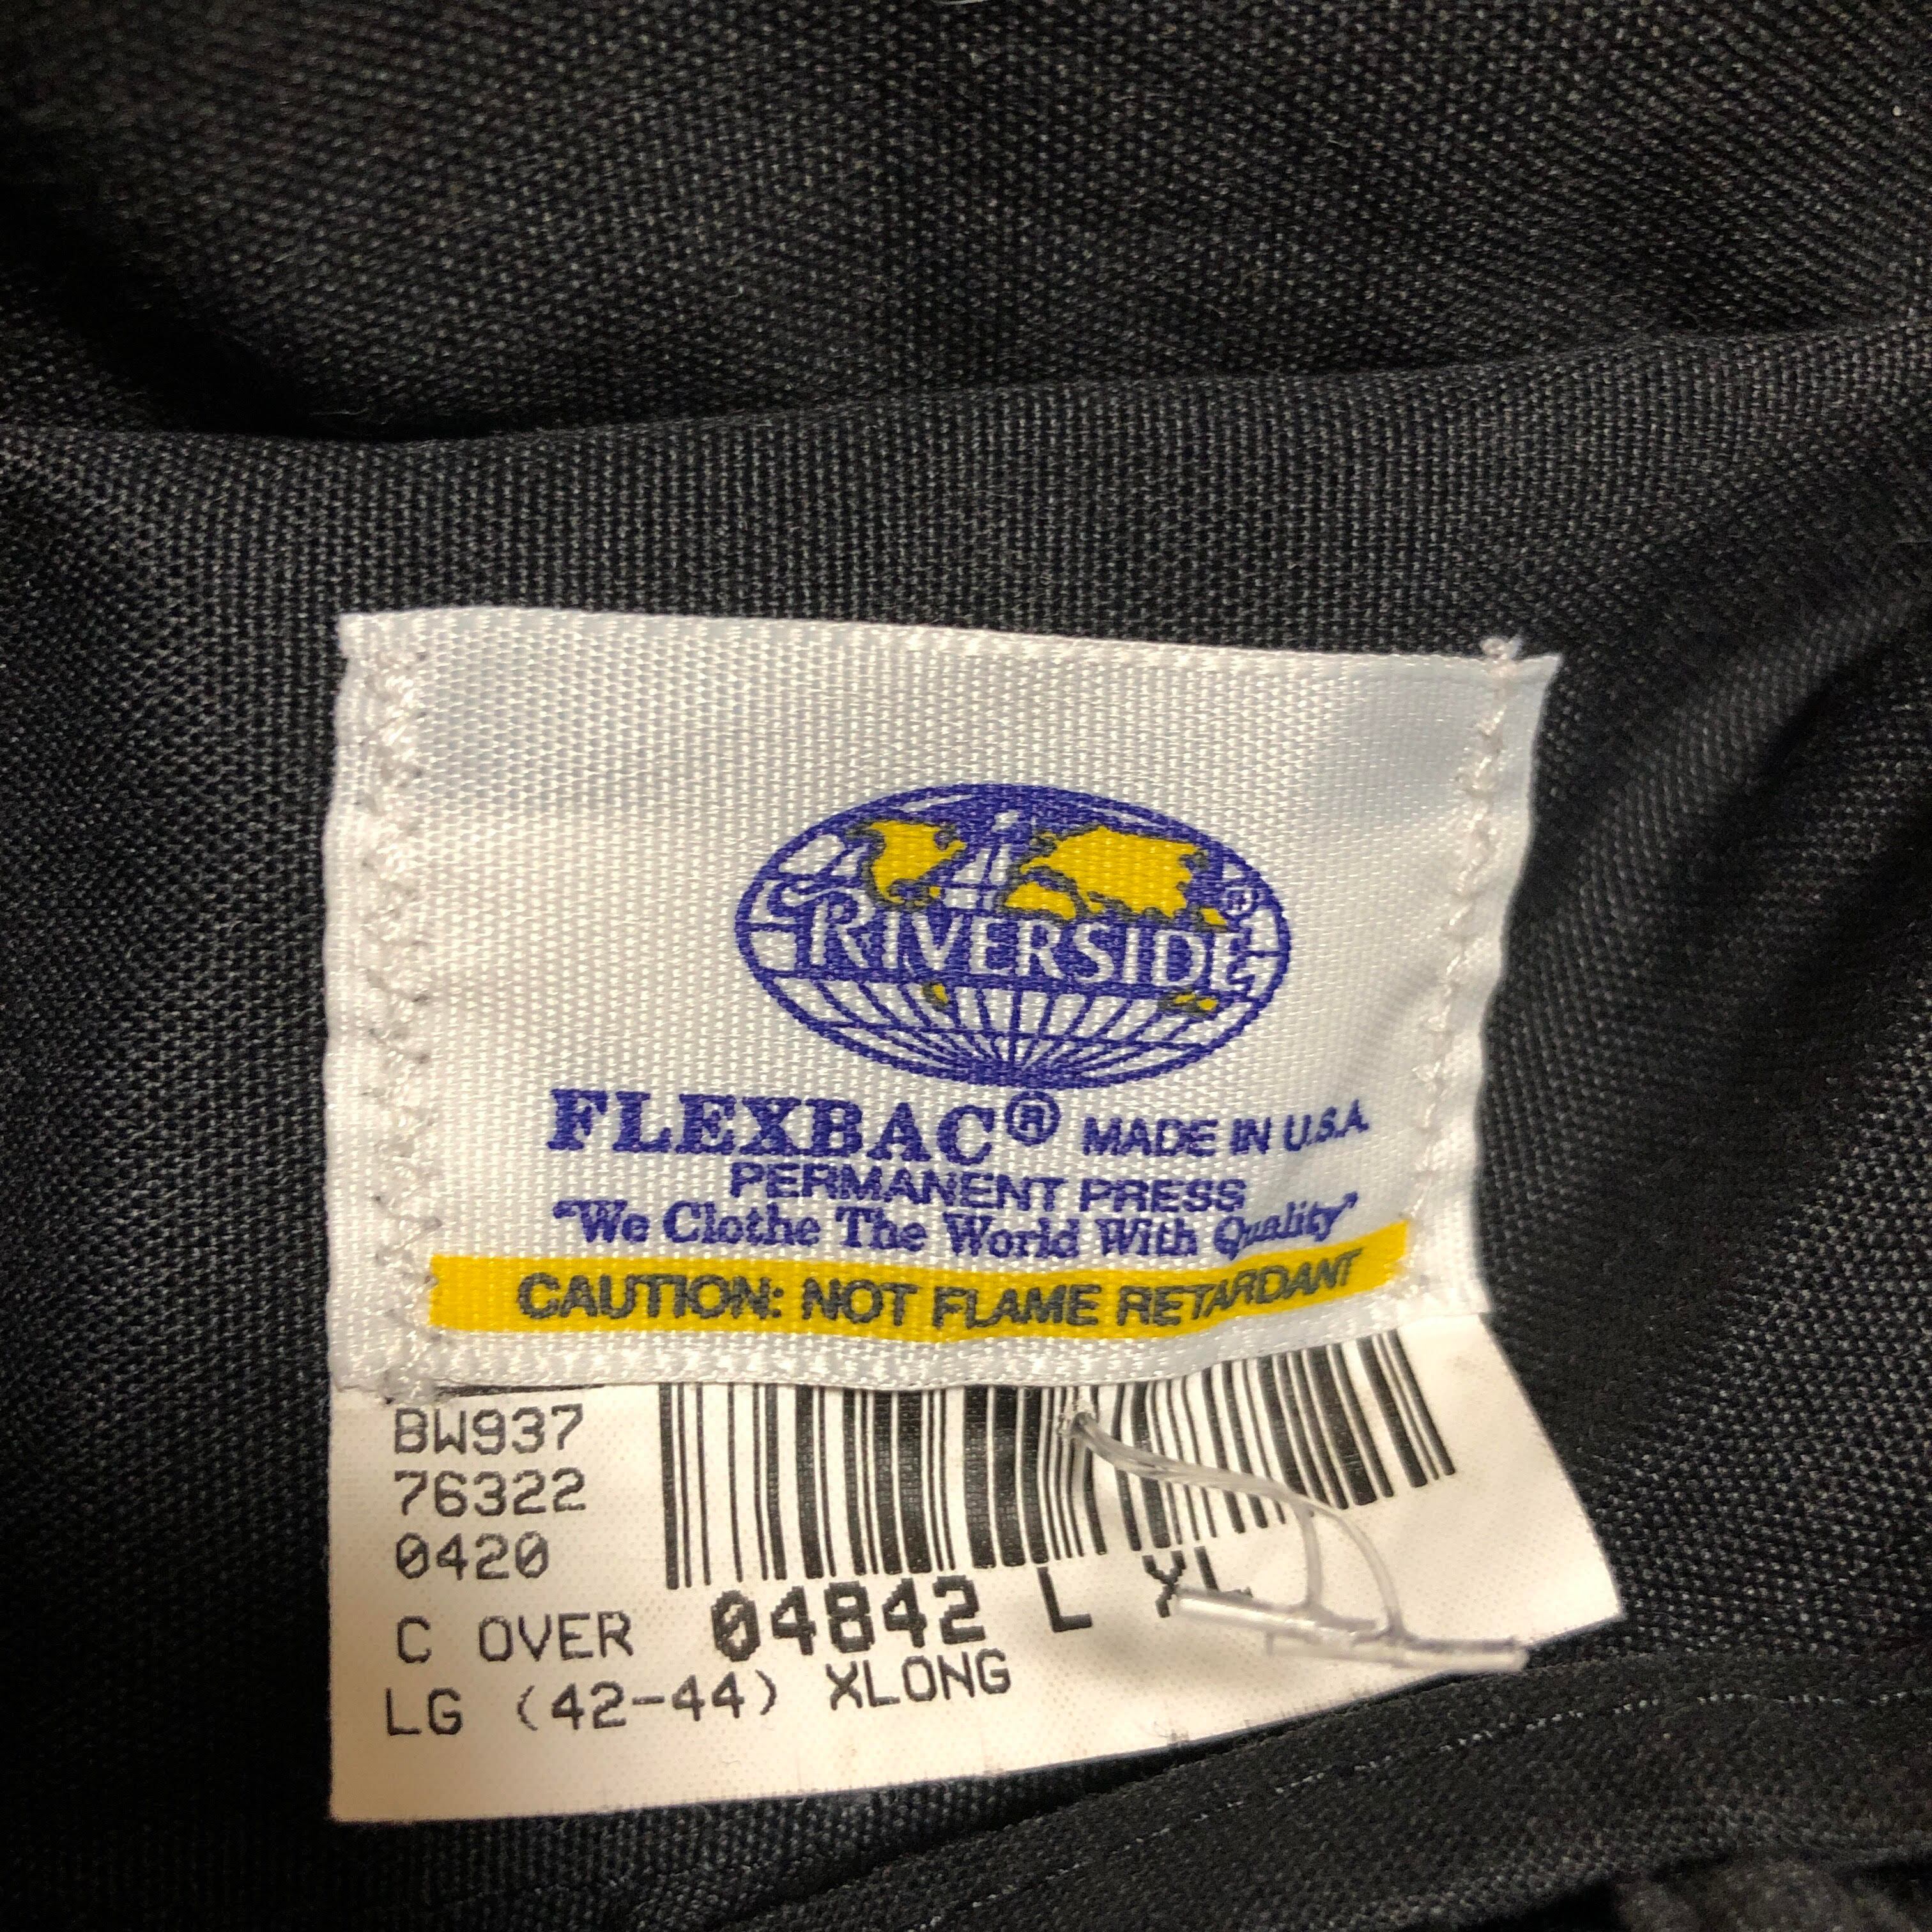 RIVERSIDE ®
FLEXBAC® MADE IN U.S.A.
PERMANENT PRESS
"We Clothe The World With Quality"
CAUTION: NOT FLAME RETARDANT
BW937
76322
0420
C OVER 04842 L XL
LG (42-44) XLONG